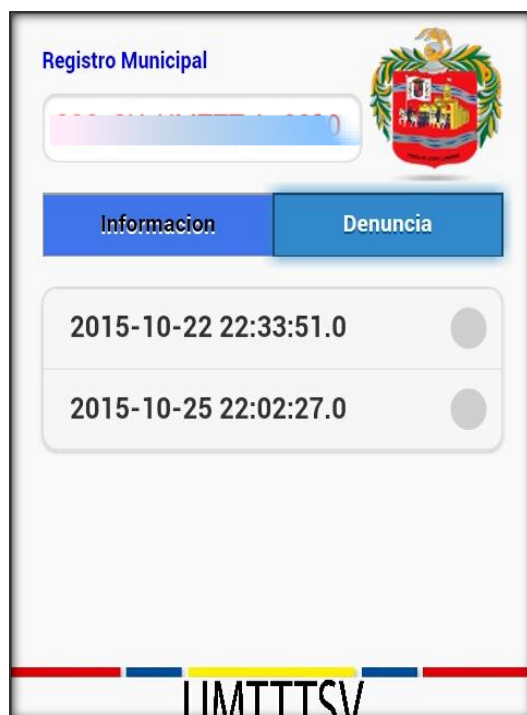 Registro Municipal
Informacion
Denuncia
2015-10-22 22:33:51.0
2015-10-25 22:02:27.0
UMTTTSV